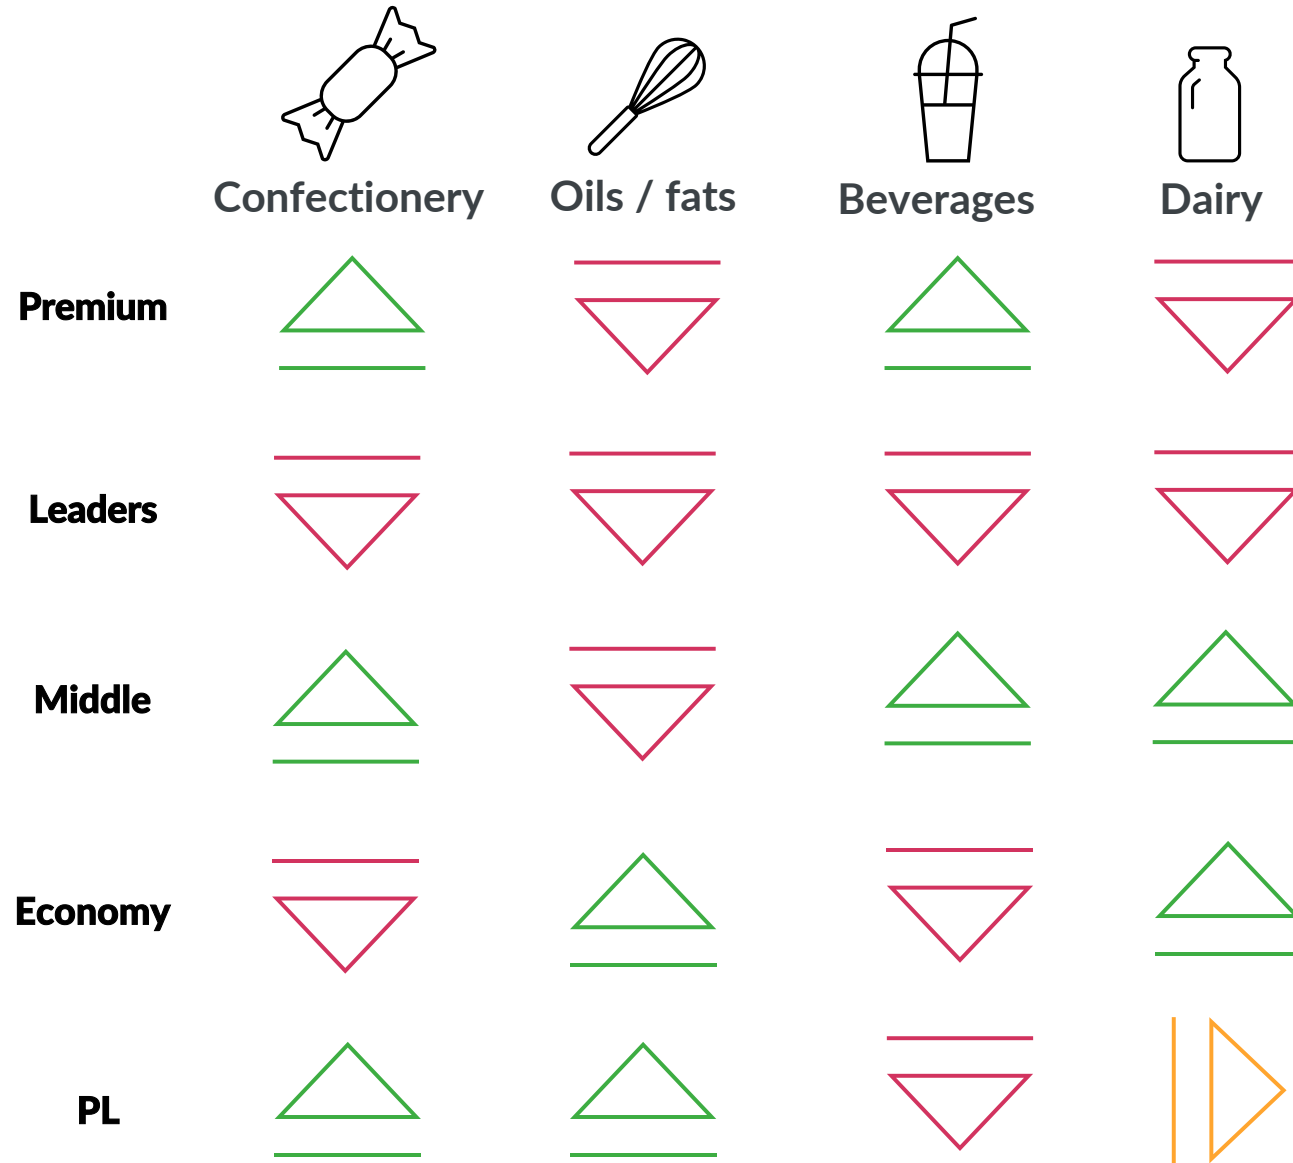 Confectionery
Oils / fats
Beverages
Dairy
Premium
Leaders
Middle
Economy
PL